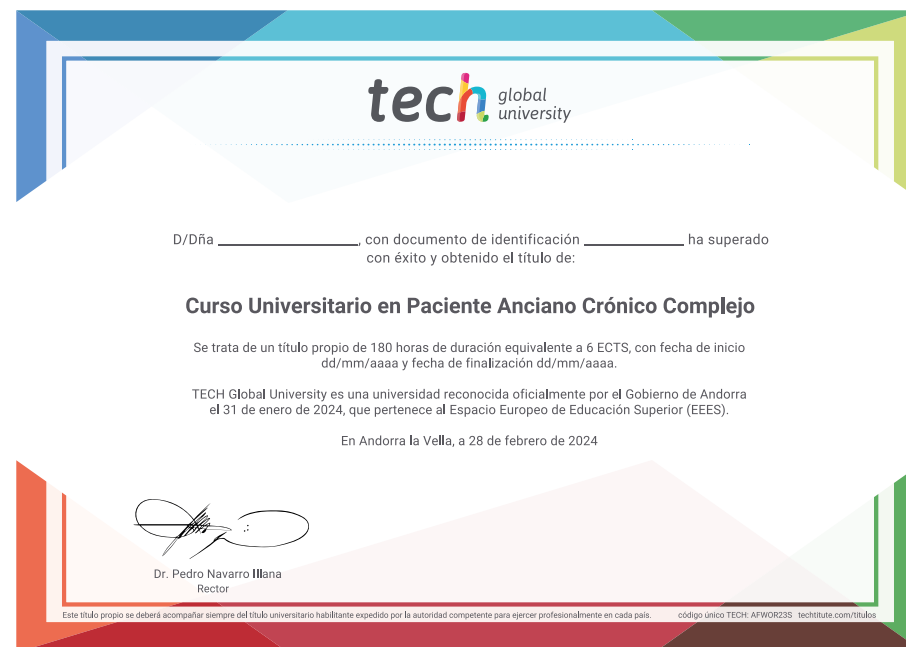 tech global university
D/Dña ____________________, con documento de identificación ______________ ha superado
con éxito y obtenido el título de:
Curso Universitario en Paciente Anciano Crónico Complejo
Se trata de un título propio de 180 horas de duración equivalente a 6 ECTS, con fecha de inicio
dd/mm/aaaa y fecha de finalización dd/mm/aaaa.
TECH Global University es una universidad reconocida oficialmente por el Gobierno de Andorra
el 31 de enero de 2024, que pertenece al Espacio Europeo de Educación Superior (EEES).
En Andorra la Vella, a 28 de febrero de 2024
Dr. Pedro Navarro Illana
Rector
Este título propio se deberá acompañar siempre del título universitario habilitante expedido por la autoridad competente para ejercer profesionalmente en cada país. código único TECH: AFWOR23S techtitute.com/titulos